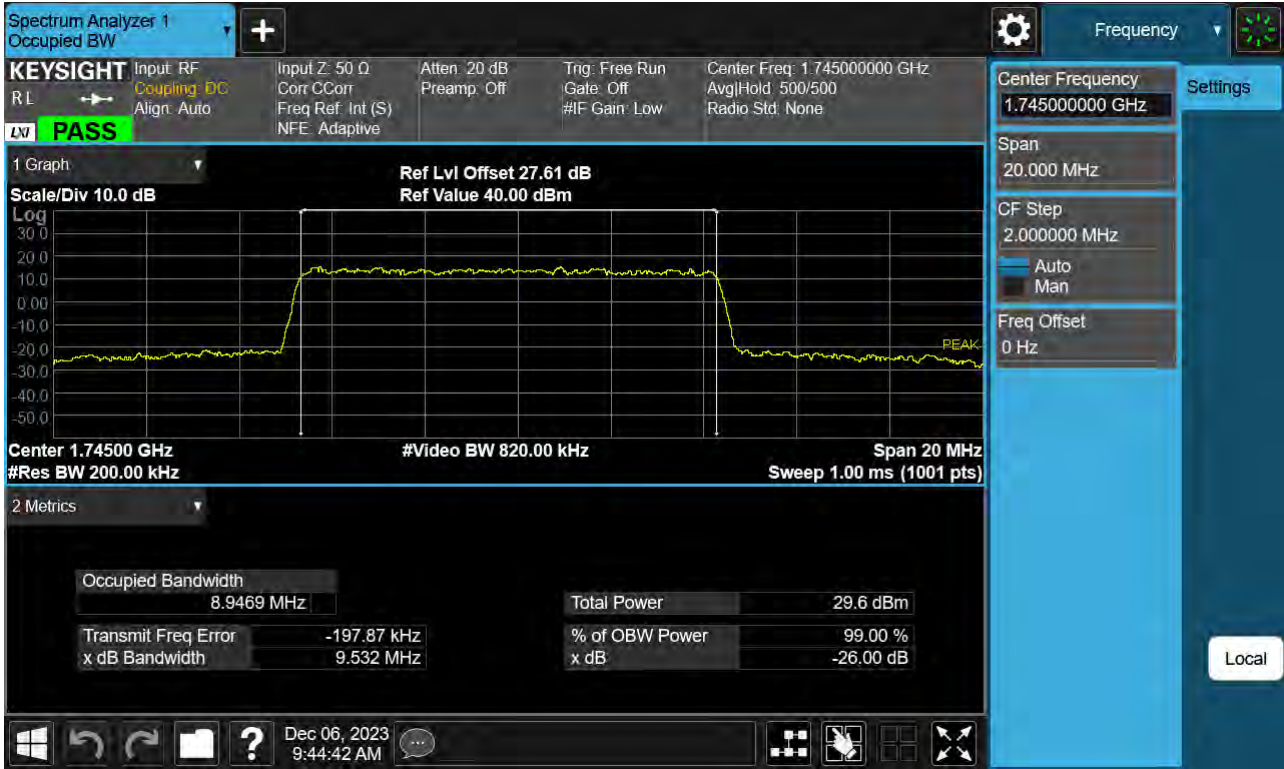 Spectrum Analyzer 1
Occupied BW
Frequency
KEYSIGHT
RL
LXI
PASS
Input: RF
Coupling: DC
Align: Auto
Input Z: 50 Ω
Corr CCorr
Freq Ref: Int (S)
NFE: Adaptive
Atten: 20 dB
Preamp: Off
Trig: Free Run
Gate: Off
#IF Gain: Low
Center Freq: 1.745000000 GHz
Avg|Hold: 500/500
Radio Std: None
Center Frequency
1.745000000 GHz
Settings
Span
20.000 MHz
CF Step
2.000000 MHz
Auto
Man
Freq Offset
0 Hz
1 Graph
Scale/Div 10.0 dB
Ref Lvl Offset 27.61 dB
Ref Value 40.00 dBm
Log
30.0
20.0
10.0
0.00
-10.0
-20.0
-30.0
-40.0
-50.0
PEAK
Center 1.74500 GHz
#Video BW 820.00 kHz
Span 20 MHz
#Res BW 200.00 kHz
Sweep 1.00 ms (1001 pts)
2 Metrics
Occupied Bandwidth
8.9469 MHz
Total Power 29.6 dBm
Transmit Freq Error -197.87 kHz
% of OBW Power 99.00 %
x dB Bandwidth 9.532 MHz
x dB -26.00 dB
Local
?
Dec 06, 2023
9:44:42 AM